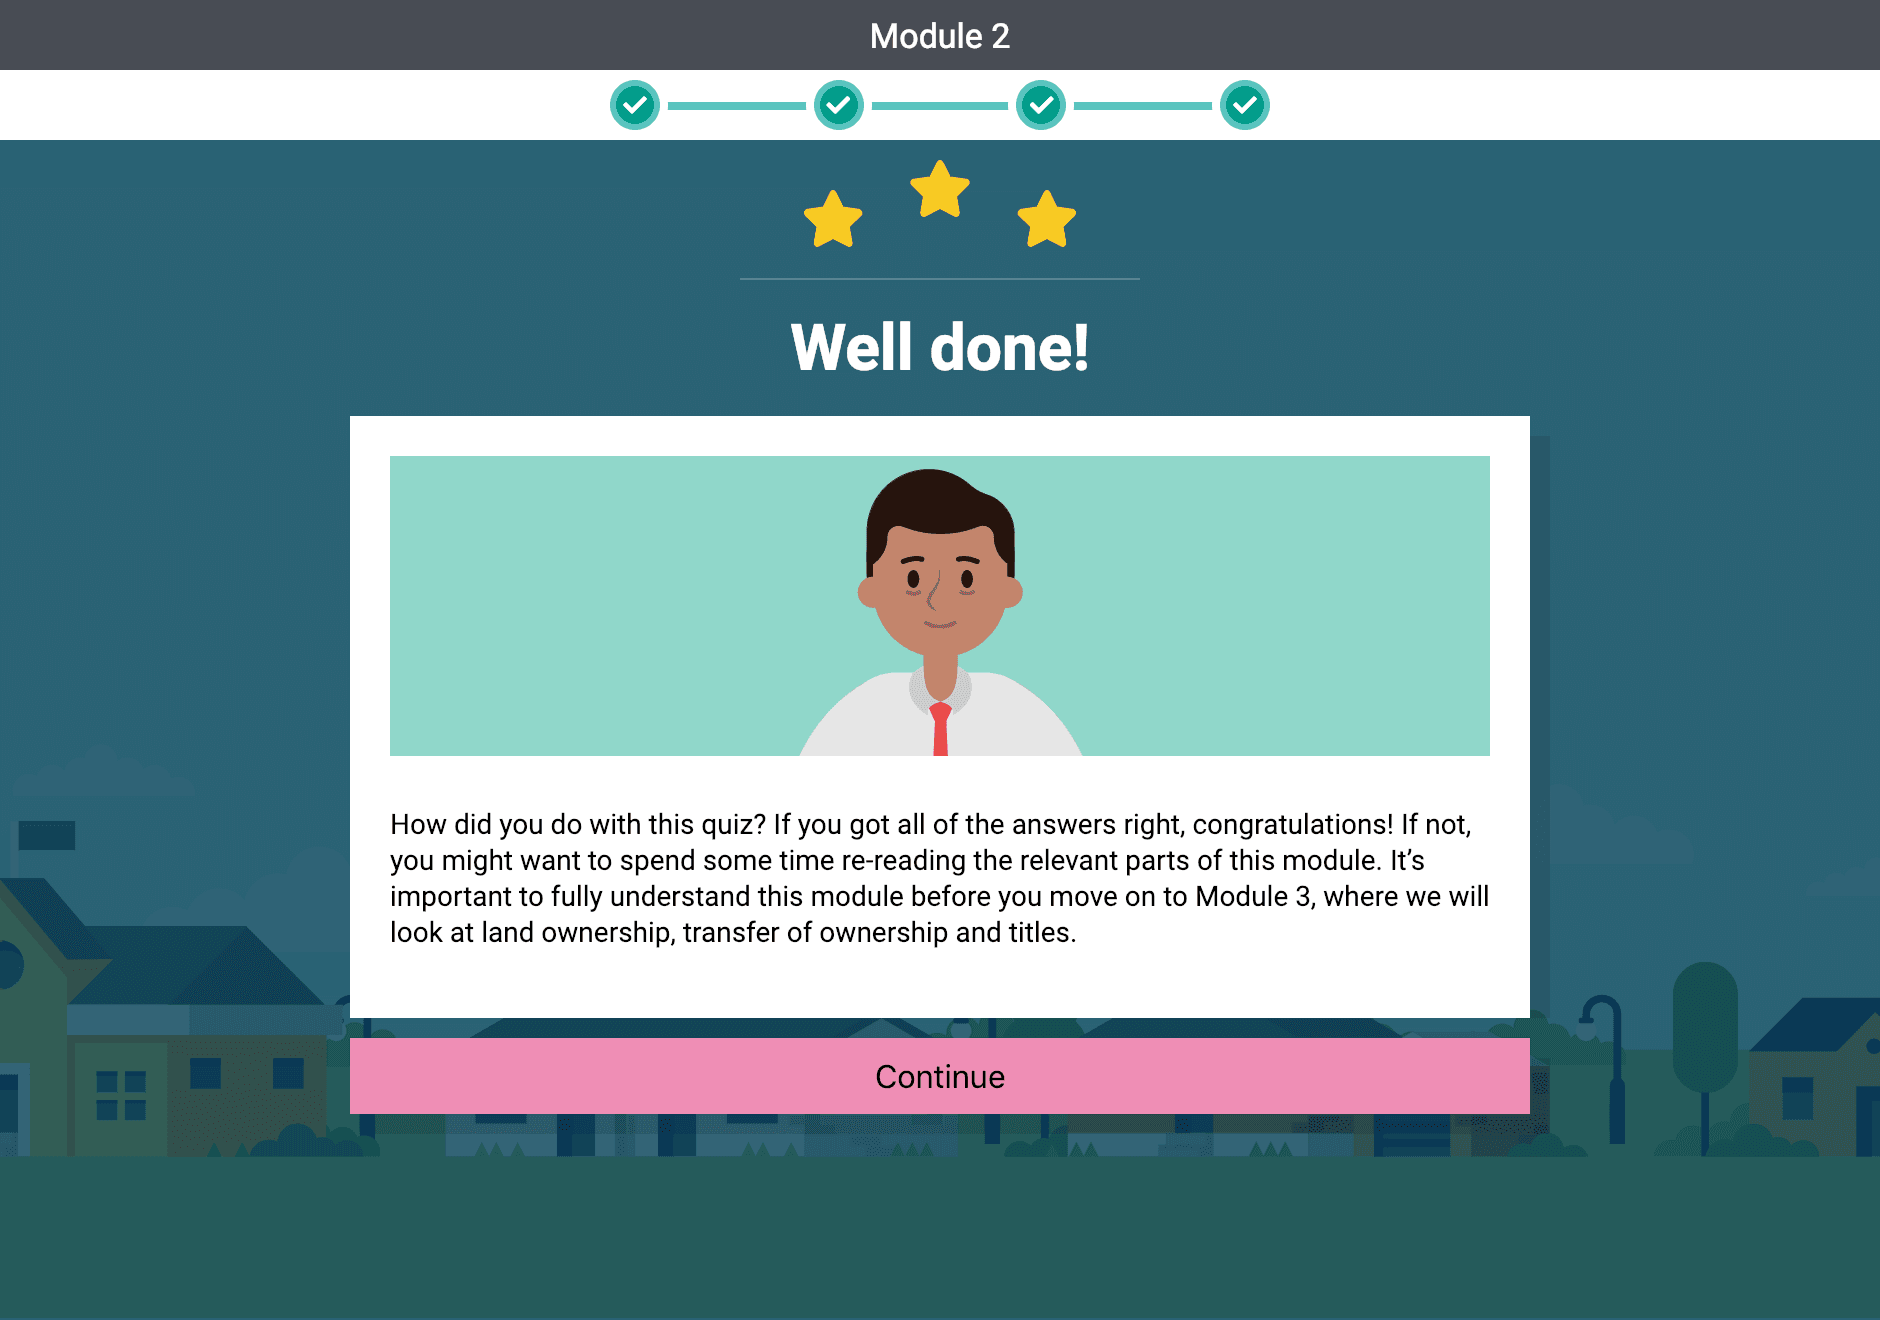 Module 2
Well done!
How did you do with this quiz? If you got all of the answers right, congratulations! If not,
you might want to spend some time re-reading the relevant parts of this module. It’s
important to fully understand this module before you move on to Module 3, where we will
look at land ownership, transfer of ownership and titles.
Continue